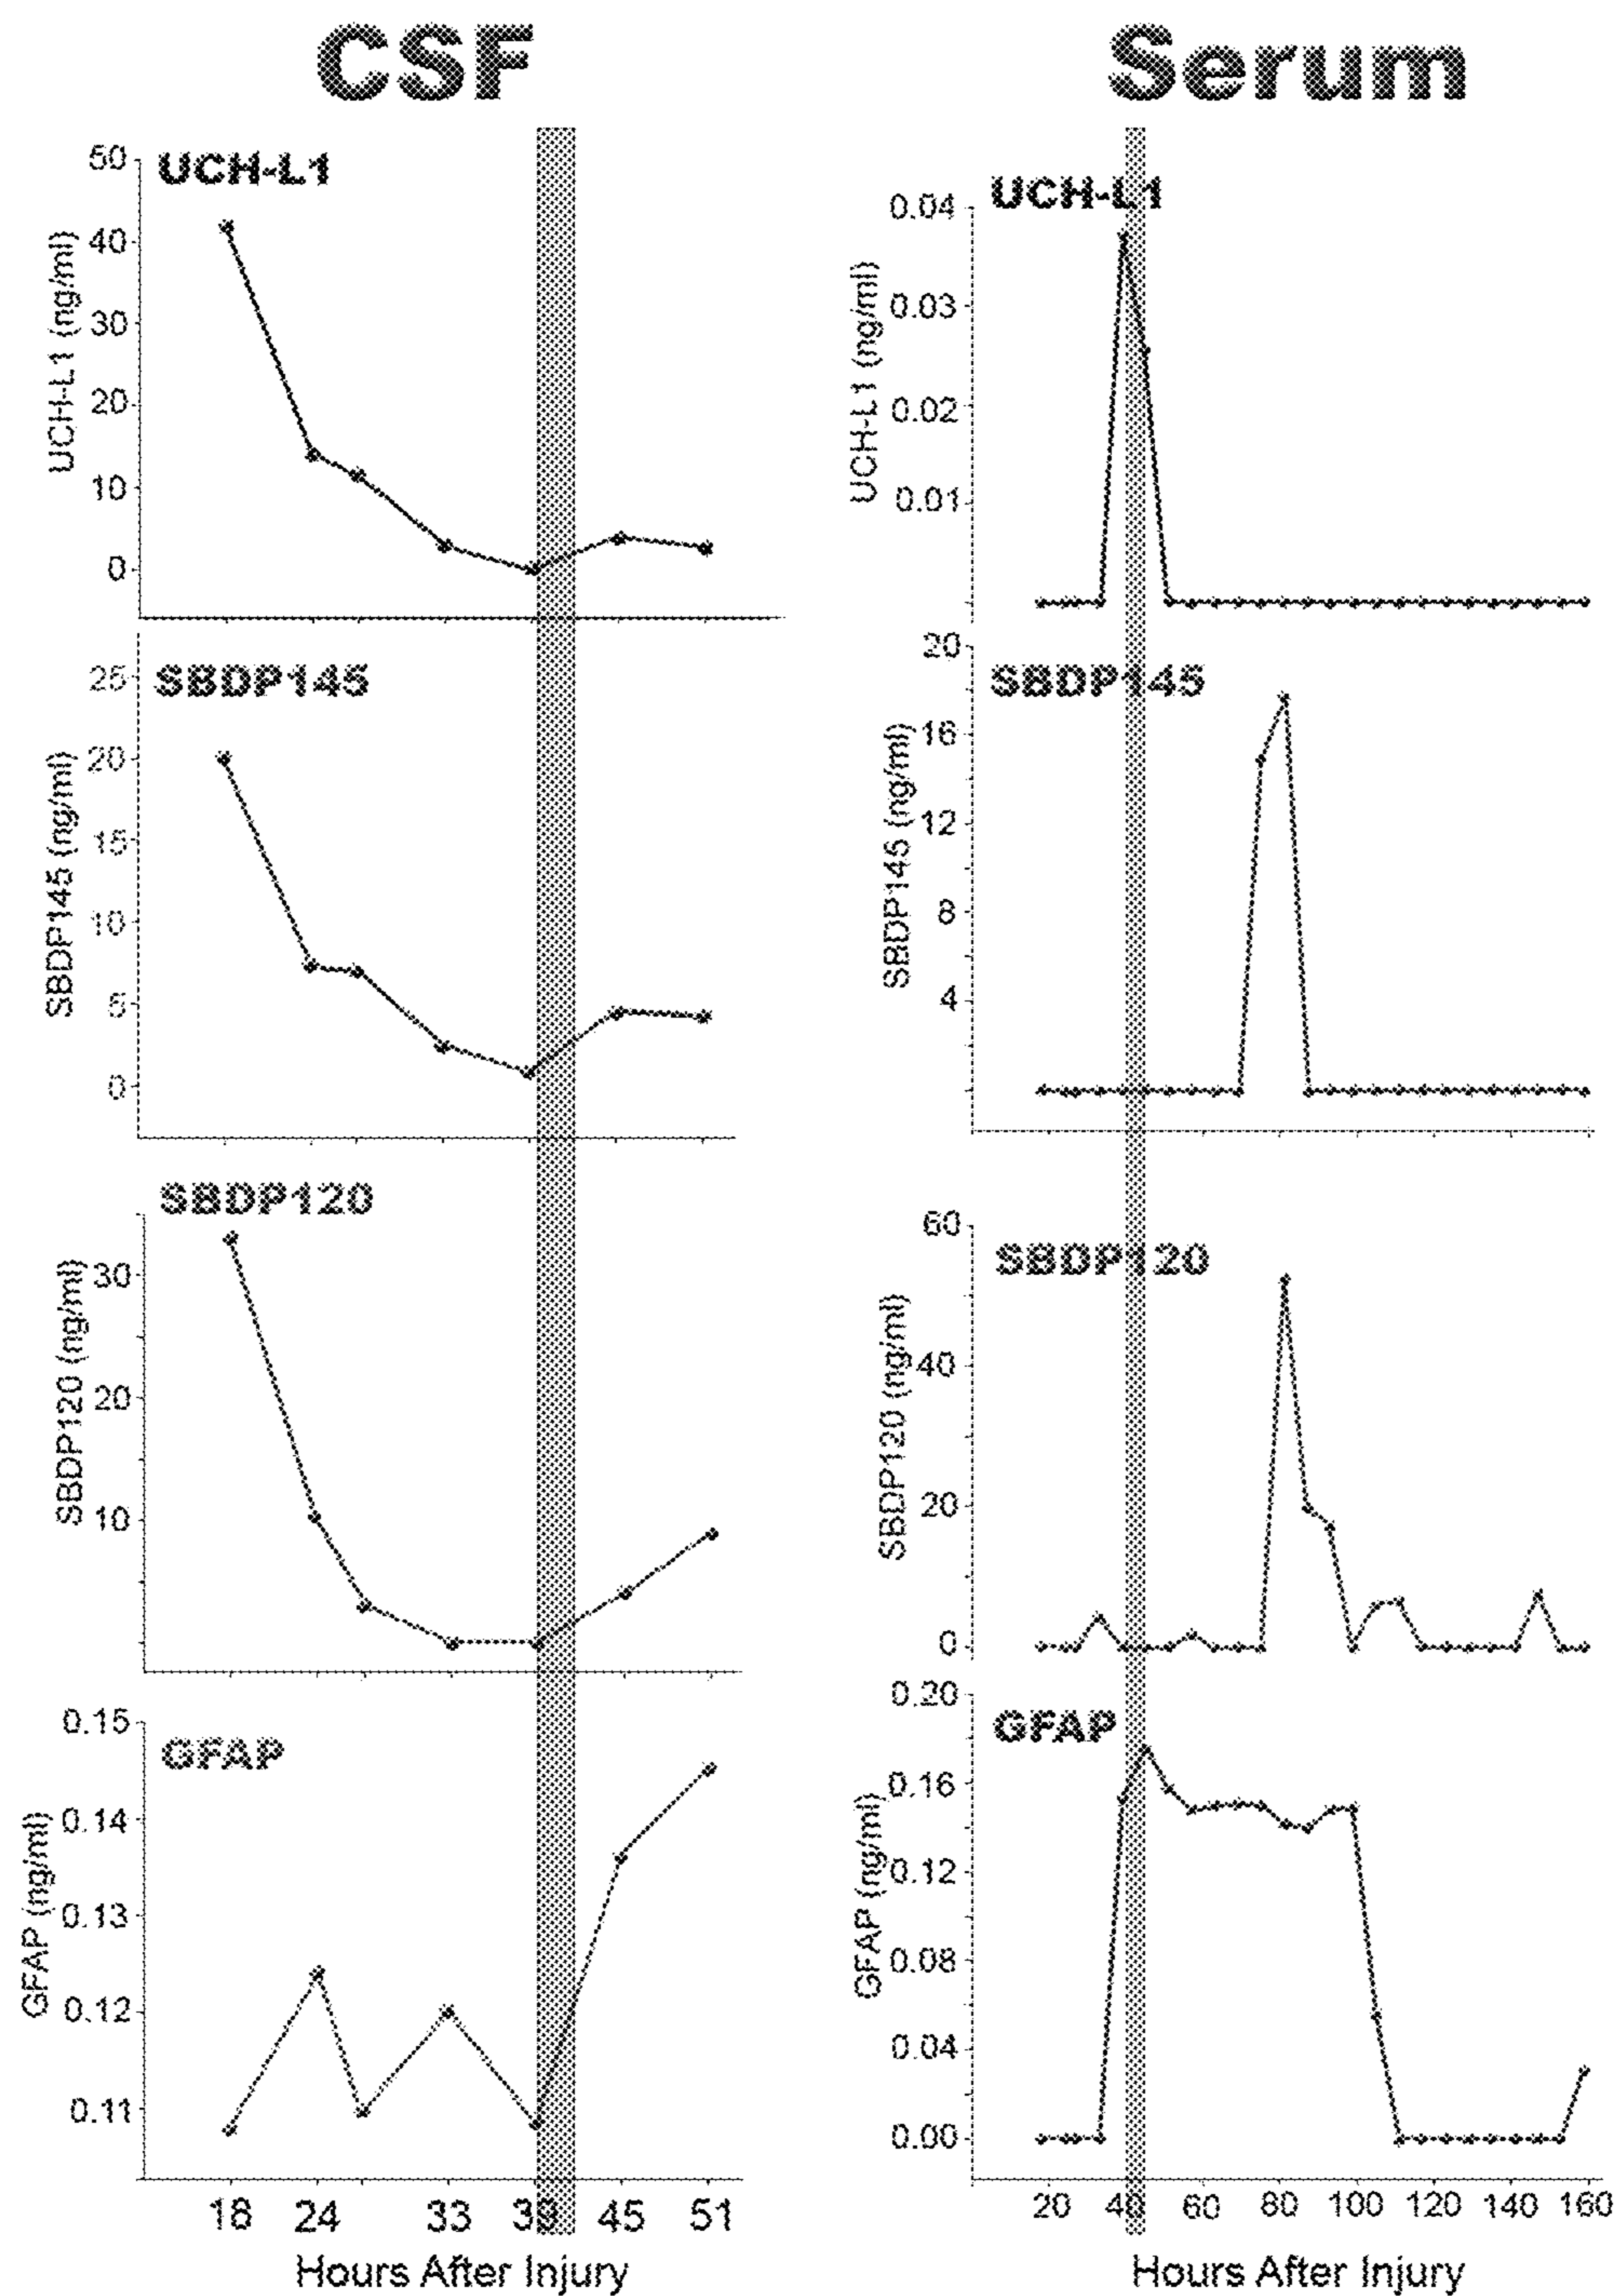 CSF
Serum
UCH-L1
UCH-L1 (ng/ml)
50
40
30
20
10
0
UCH-L1
UCH-L1 (ng/ml)
0.04
0.03
0.02
0.01
SBDP145
SBDP145 (ng/ml)
25
20
15
10
5
0
SBDP145
SBDP145 (ng/ml)
20
16
12
8
4
SBDP120
SBDP120 (ng/ml)
30
20
10
SBDP120
SBDP120 (ng/ml)
60
40
20
0
GFAP
GFAP (ng/ml)
0.15
0.14
0.13
0.12
0.11
18 24 33 39 45 51
Hours After Injury
GFAP
GFAP (ng/ml)
0.20
0.16
0.12
0.08
0.04
0.00
20 40 60 80 100 120 140 160
Hours After Injury